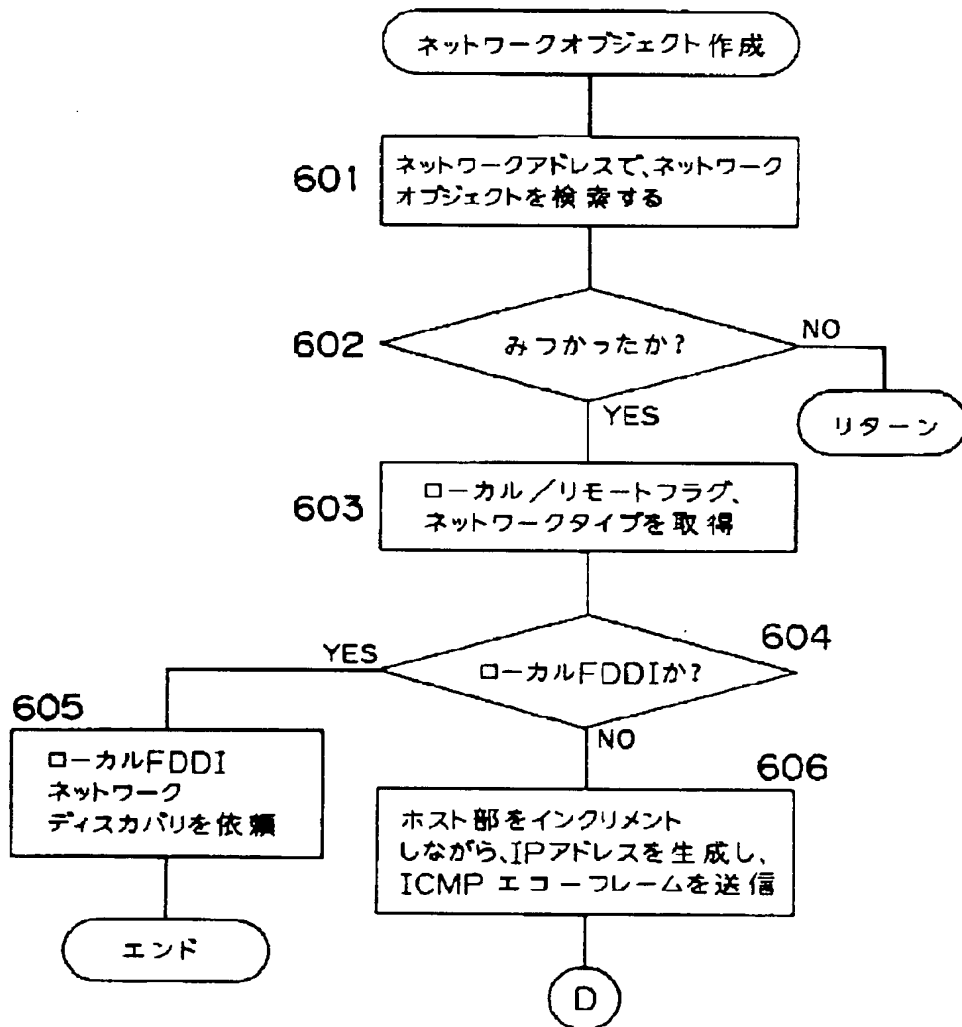 ネットワークオブジェクト作成
601
ネットワークアドレスで、ネットワーク
オブジェクトを検索する
602
みつかったか?
NO
YES
リターン
603
ローカル/リモートフラグ、
ネットワークタイプを取得
604
ローカルFDDIか?
YES
NO
605
ローカルFDDI
ネットワーク
ディスカバリを依頼
606
ホスト部をインクリメント
しながら、IPアドレスを生成し、
ICMP エコーフレームを送信
エンド
D